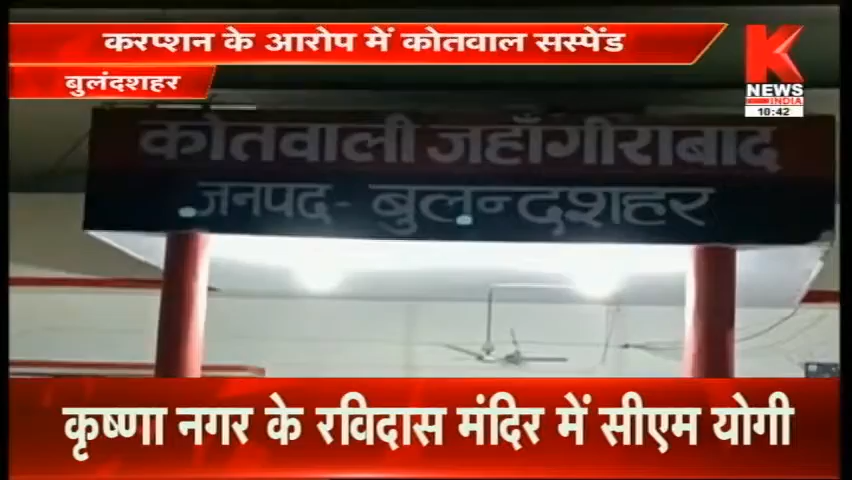 करप्शन के आरोप में कोतवाल सस्पेंड
बुलंदशहर
K
NEWS
INDIA
10:42
कोतवाली जहाँगीराबाद
जनपद - बुलन्दशहर
कृष्णा नगर के रविदास मंदिर में सीएम योगी